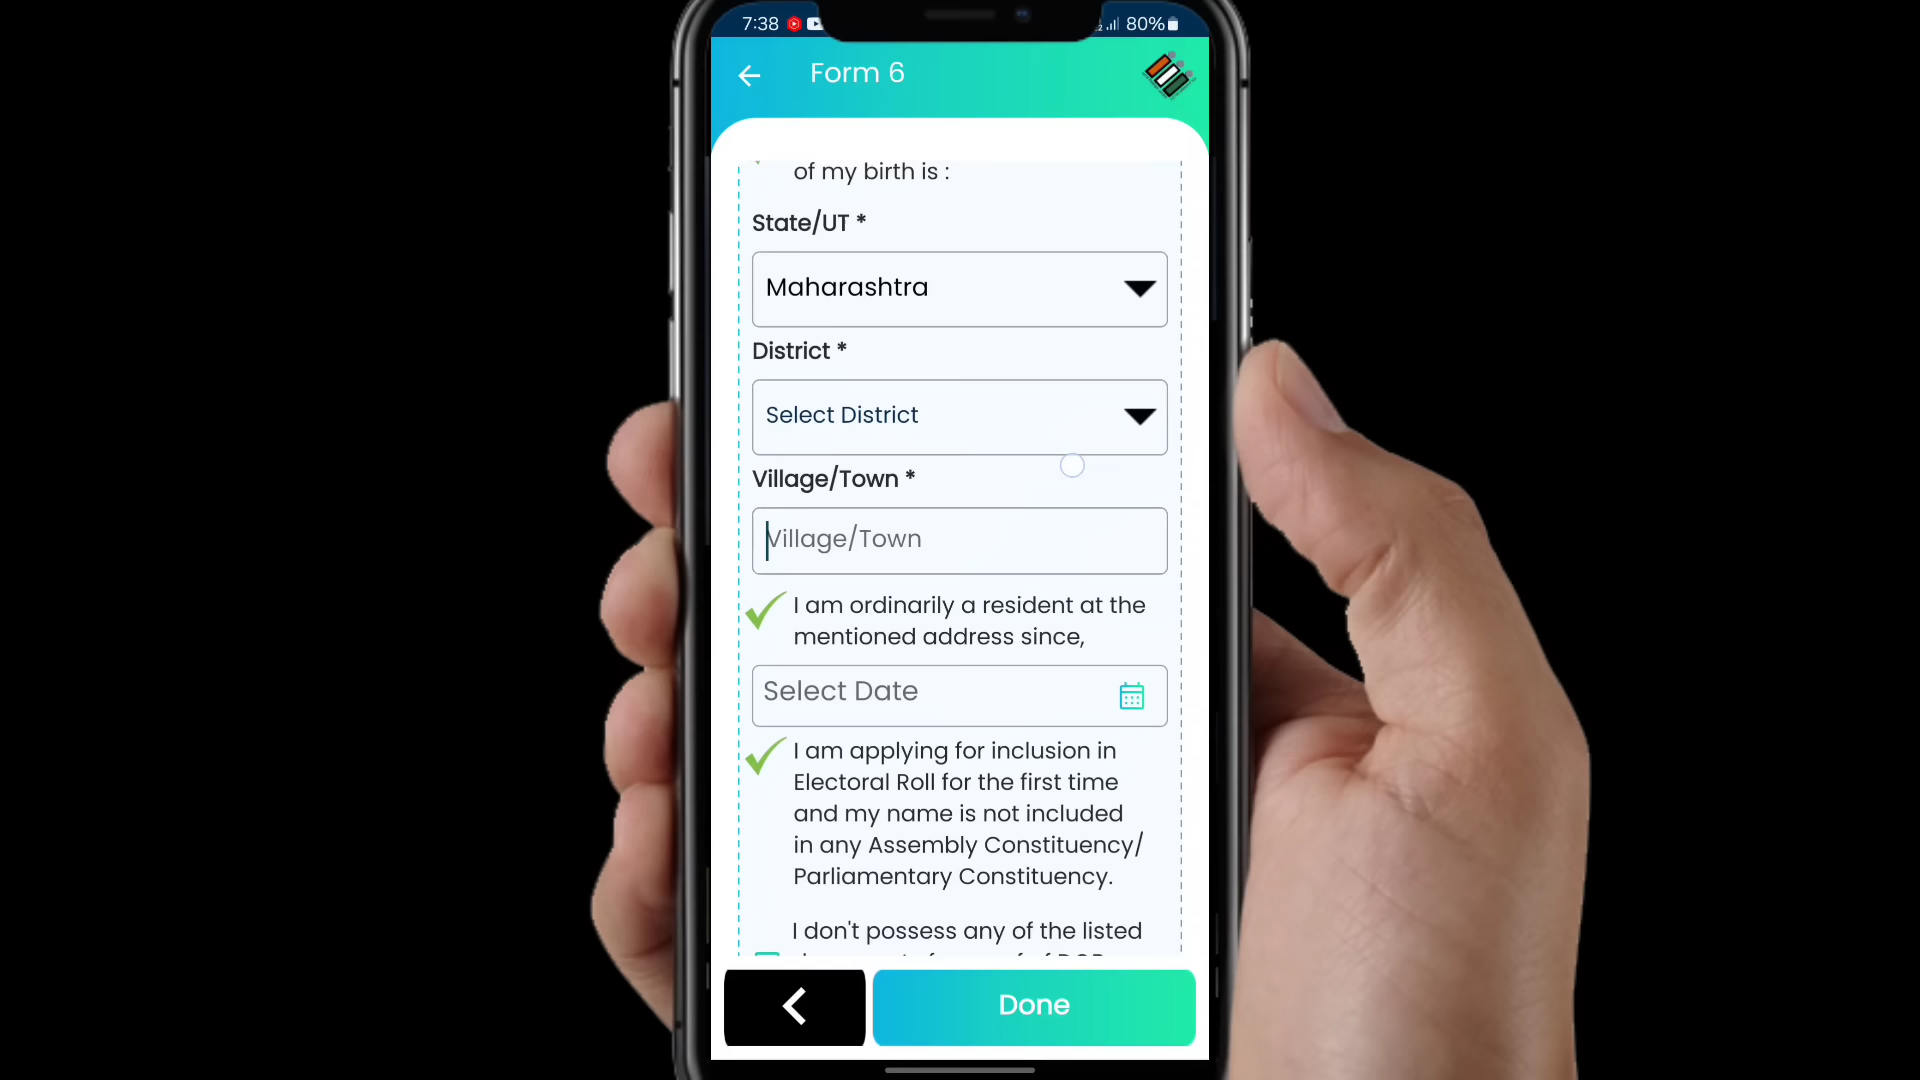 7:38
80%
Form 6
of my birth is :
State/UT *
Maharashtra
District *
Select District
Village/Town *
Village/Town
I am ordinarily a resident at the
mentioned address since,
Select Date
I am applying for inclusion in
Electoral Roll for the first time
and my name is not included
in any Assembly Constituency/
Parliamentary Constituency.
I don't possess any of the listed
Done